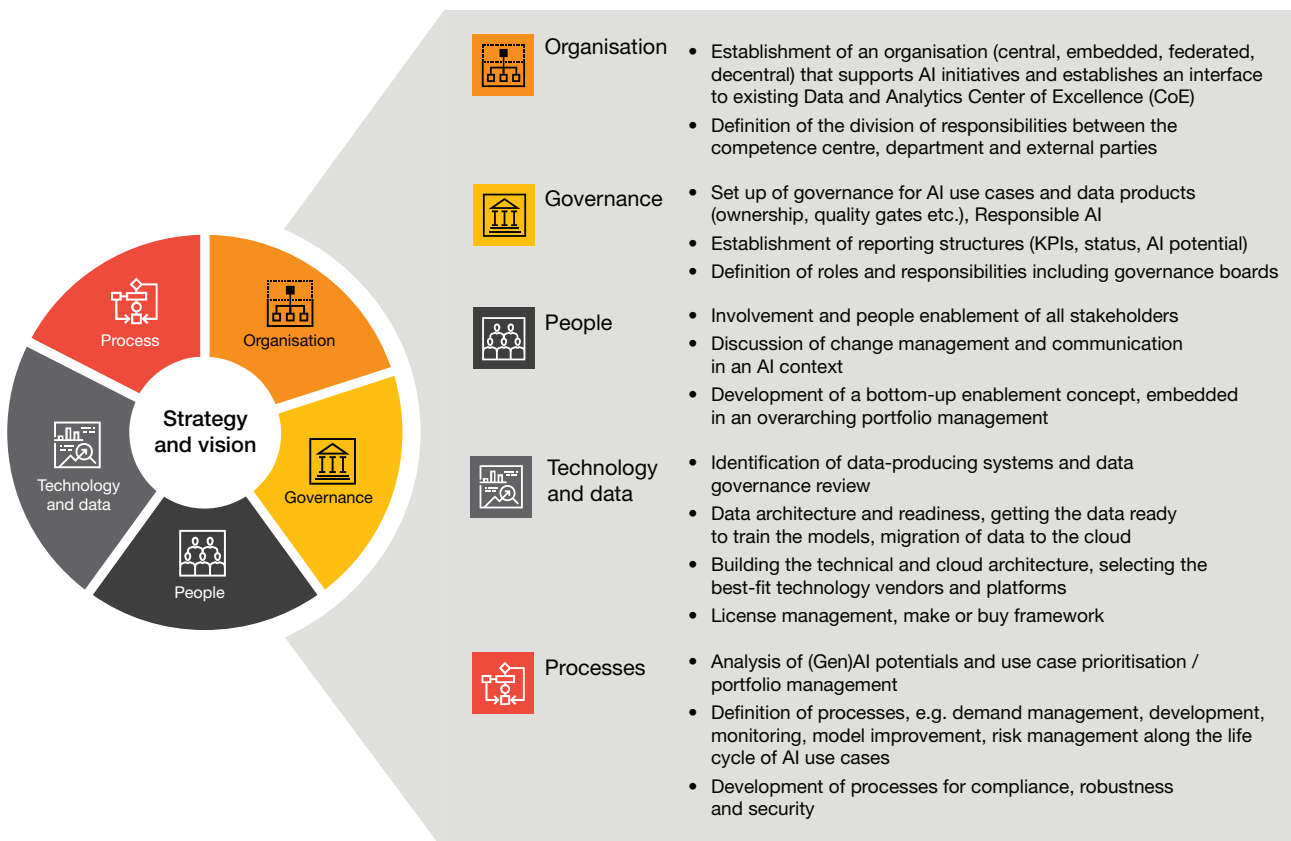 Process
Organisation
Technology
and data
Strategy
and vision
Governance
People
Organisation
• Establishment of an organisation (central, embedded, federated,
decentral) that supports AI initiatives and establishes an interface
to existing Data and Analytics Center of Excellence (CoE)
• Definition of the division of responsibilities between the
competence centre, department and external parties
Governance
• Set up of governance for AI use cases and data products
(ownership, quality gates etc.), Responsible AI
• Establishment of reporting structures (KPIs, status, AI potential)
• Definition of roles and responsibilities including governance boards
People
• Involvement and people enablement of all stakeholders
• Discussion of change management and communication
in an AI context
• Development of a bottom-up enablement concept, embedded
in an overarching portfolio management
Technology
and data
• Identification of data-producing systems and data
governance review
• Data architecture and readiness, getting the data ready
to train the models, migration of data to the cloud
• Building the technical and cloud architecture, selecting the
best-fit technology vendors and platforms
• License management, make or buy framework
Processes
• Analysis of (Gen)AI potentials and use case prioritisation /
portfolio management
• Definition of processes, e.g. demand management, development,
monitoring, model improvement, risk management along the life
cycle of AI use cases
• Development of processes for compliance, robustness
and security